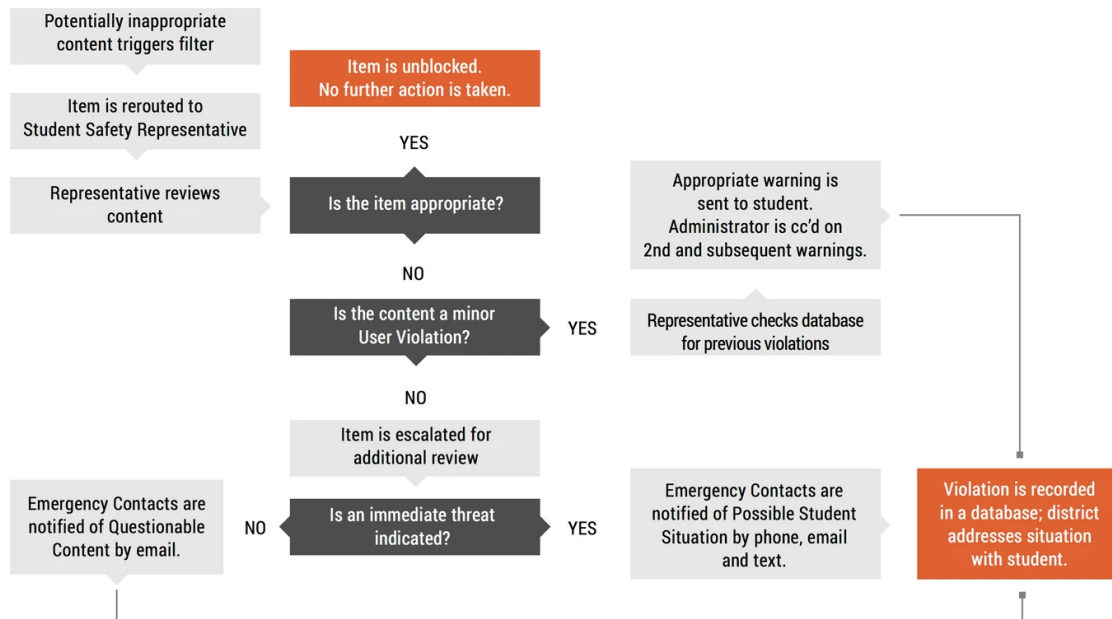 Potentially inappropriate
content triggers filter
Item is rerouted to
Student Safety Representative
Representative reviews
content
Item is unblocked.
No further action is taken.
YES
Is the item appropriate?
NO
Is the content a minor
User Violation?
YES
Representative checks database
for previous violations
Appropriate warning is
sent to student.
Administrator is cc'd on
2nd and subsequent warnings.
NO
Item is escalated for
additional review
Is an immediate threat
indicated?
NO
Emergency Contacts are
notified of Questionable
Content by email.
YES
Emergency Contacts are
notified of Possible Student
Situation by phone, email
and text.
Violation is recorded
in a database; district
addresses situation
with student.